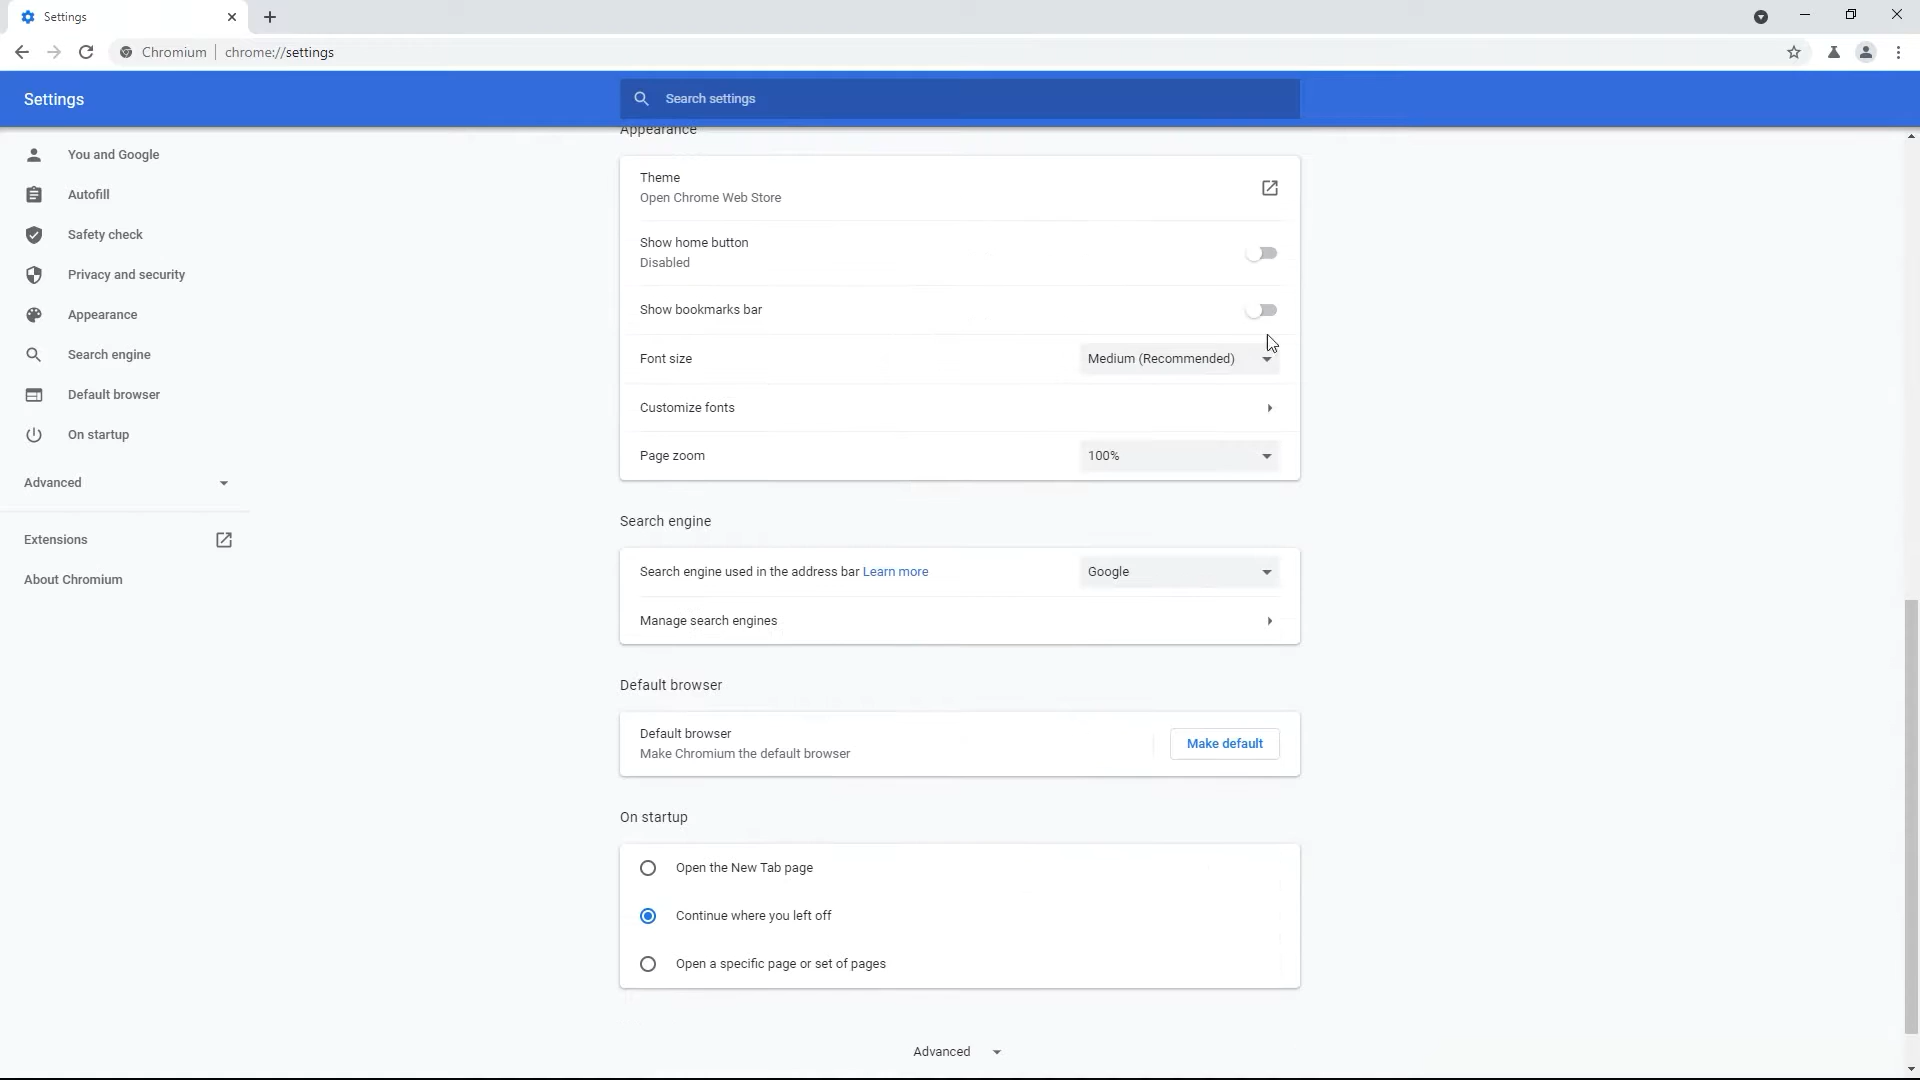 Settings
Chromium | chrome://settings
Settings
Search settings
You and Google
Autofill
Safety check
Privacy and security
Appearance
Search engine
Default browser
On startup
Advanced
Extensions
About Chromium
Appearance
Theme
Open Chrome Web Store
Show home button
Disabled
Show bookmarks bar
Font size
Medium (Recommended)
Customize fonts
Page zoom
100%
Search engine
Search engine used in the address bar Learn more
Google
Manage search engines
Default browser
Default browser
Make Chromium the default browser
Make default
On startup
Open the New Tab page
Continue where you left off
Open a specific page or set of pages
Advanced